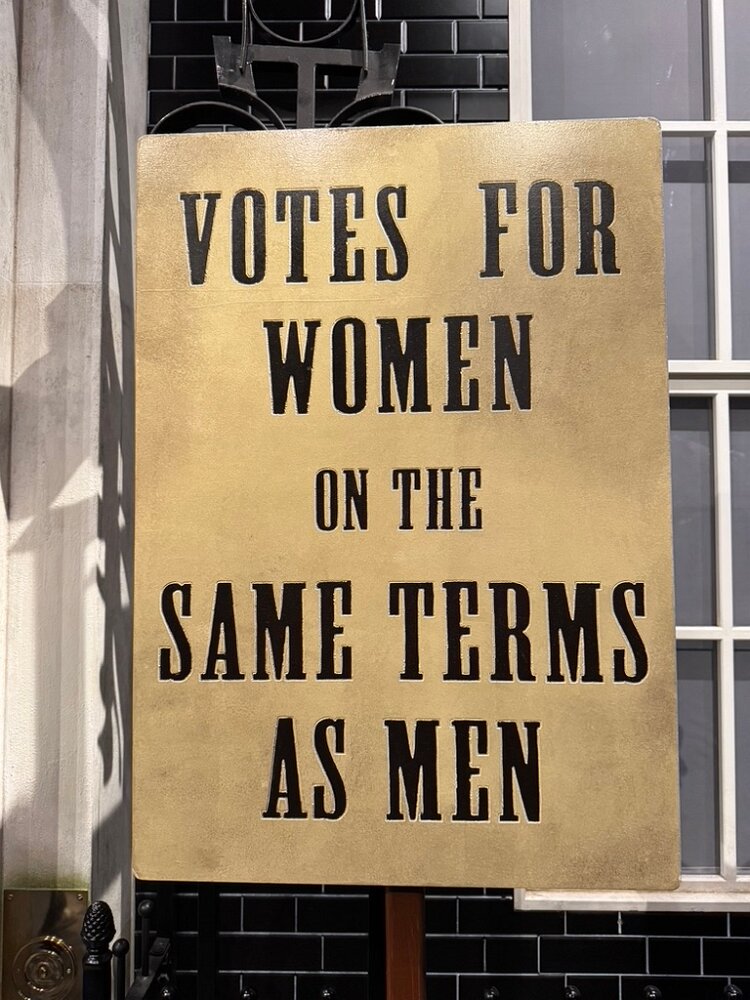 VOTES FOR
WOMEN
ON THE
SAME TERMS
AS MEN